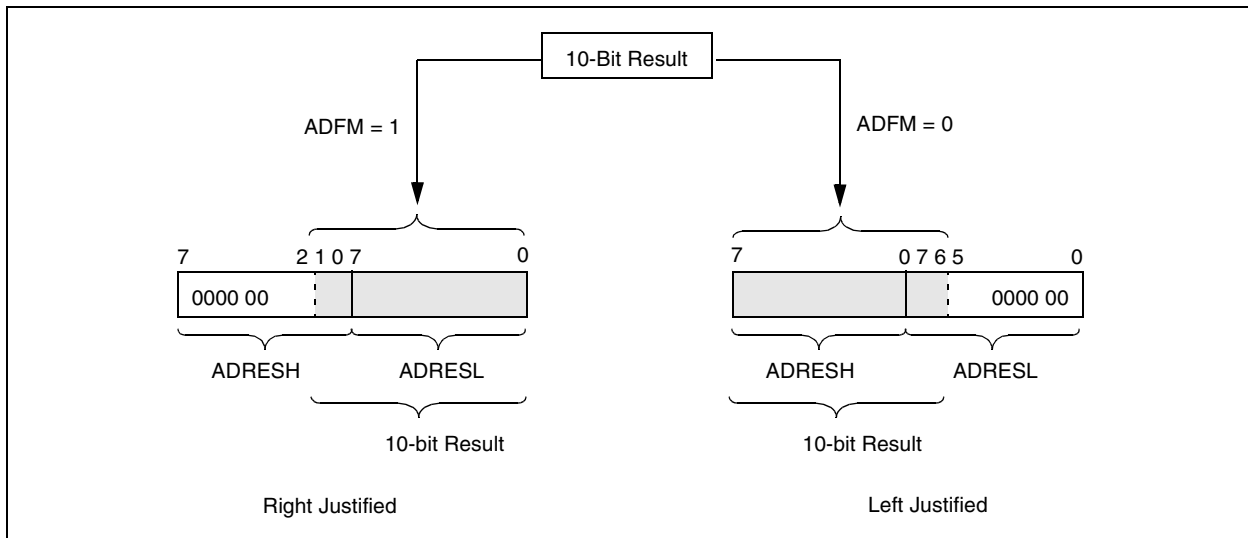 10-Bit Result
ADFM = 1
ADFM = 0
7 2 1 0 7 0
7 0 7 6 5 0
0000 00
0000 00
ADRESH ADRESL
ADRESH ADRESL
10-bit Result
10-bit Result
Right Justified
Left Justified